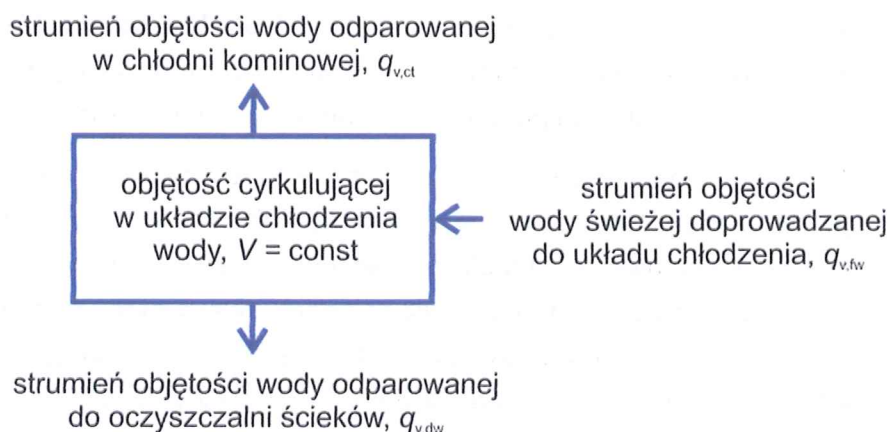 strumień objętości wody odparowanej
w chłodni kominowej, qv,ct
objętość cyrkulującej
w układzie chłodzenia
wody, V = const
strumień objętości
wody świeżej doprowadzanej
do układu chłodzenia, qv,fw
strumień objętości wody odparowanej
do oczyszczalni ścieków, qv,dw